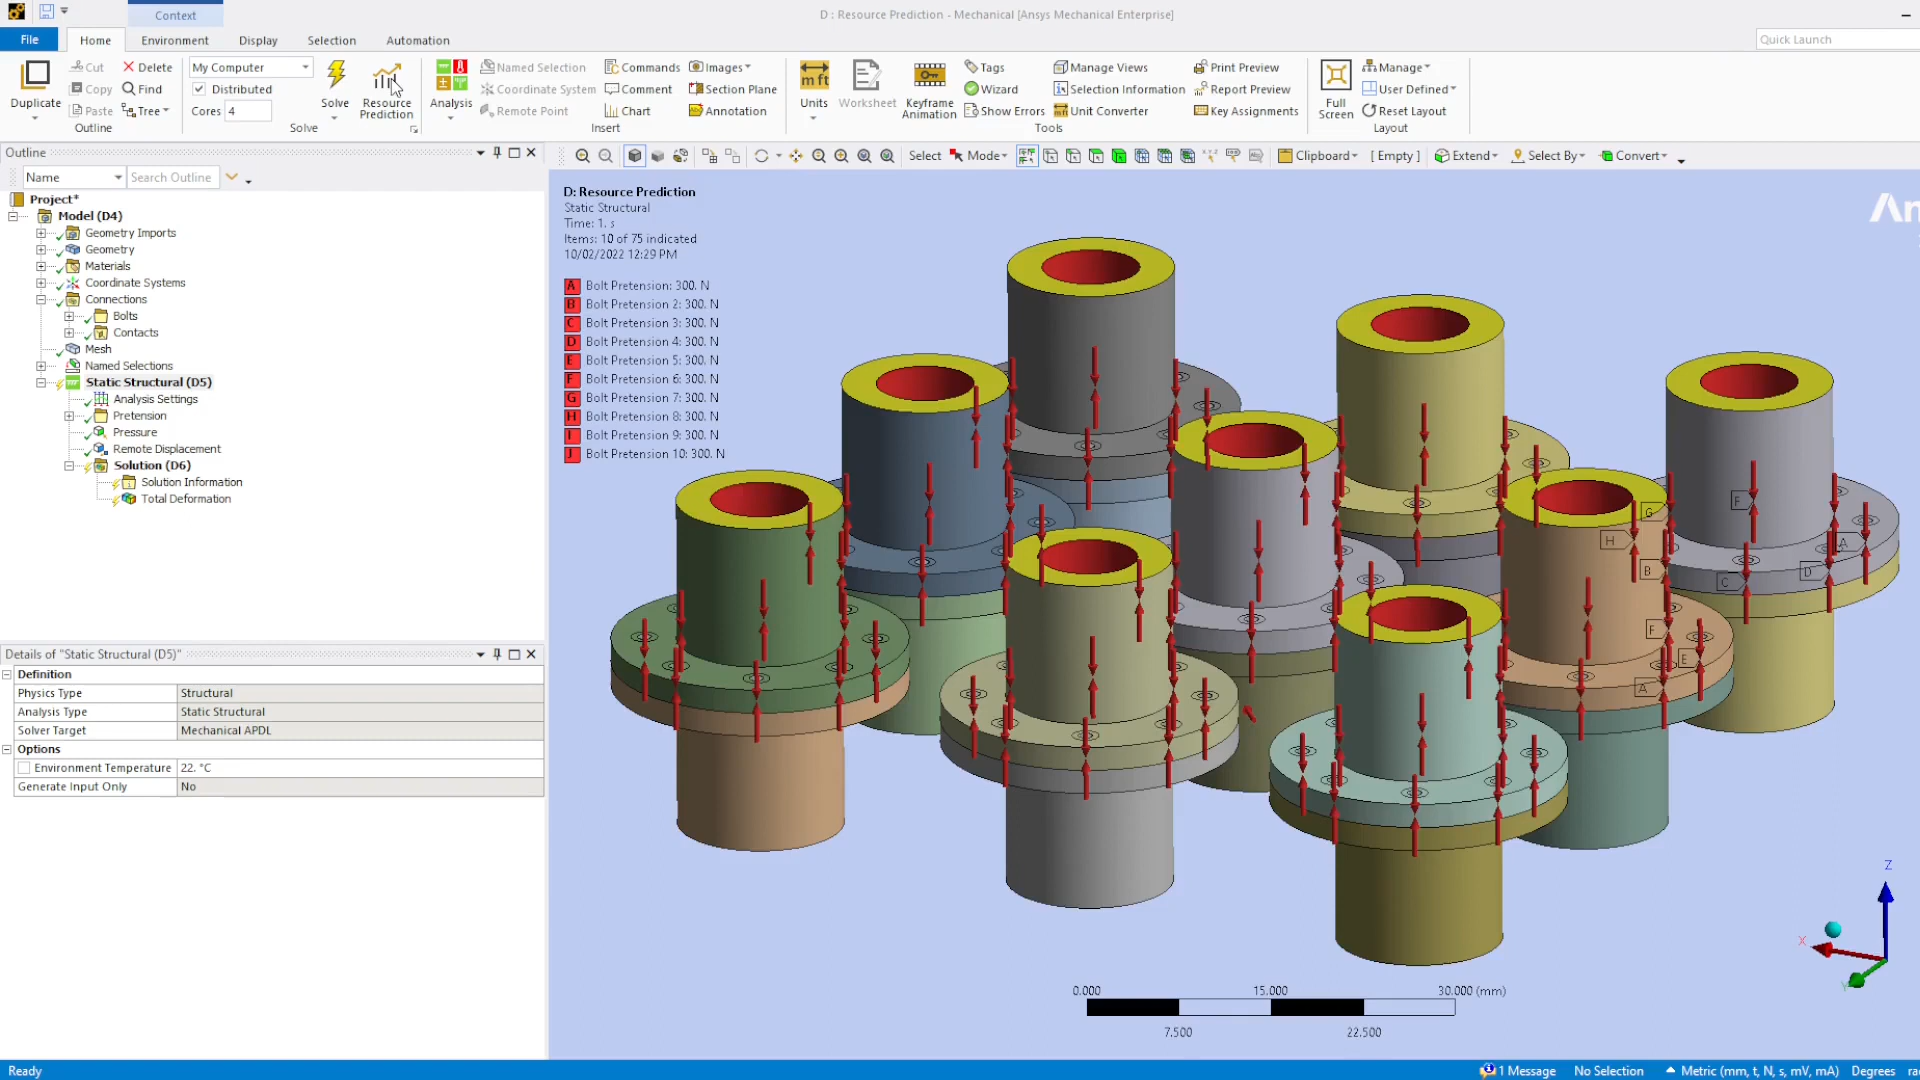 Context
D : Resource Prediction - Mechanical [Ansys Mechanical Enterprise]
File Home Environment Display Selection Automation Quick Launch
Duplicate
Cut Delete
Copy Find
Paste Tree
Outline
My Computer
Distributed
Cores 4
Solve
Resource Prediction
Solve
Analysis
Named Selection Commands Images
Coordinate System Comment Section Plane
Remote Point Chart Annotation
Insert
Units Worksheet
Keyframe Animation
Tags Manage Views Print Preview
Wizard Selection Information Report Preview
Show Errors Unit Converter Key Assignments
Tools
Full Screen
Manage
User Defined
Reset Layout
Layout
Outline
Name Search Outline
Select Mode Clipboard [ Empty ] Extend Select By Convert
Project*
Model (D4)
Geometry Imports
Geometry
Materials
Coordinate Systems
Connections
Bolts
Contacts
Mesh
Named Selections
Static Structural (D5)
Analysis Settings
Pretension
Pressure
Remote Displacement
Solution (D6)
Solution Information
Total Deformation
Details of "Static Structural (D5)"
Definition
Physics Type Structural
Analysis Type Static Structural
Solver Target Mechanical APDL
Options
Environment Temperature 22. °C
Generate Input Only No
D: Resource Prediction
Static Structural
Time: 1. s
Items: 10 of 75 indicated
10/02/2022 12:29 PM
A Bolt Pretension: 300. N
B Bolt Pretension 2: 300. N
C Bolt Pretension 3: 300. N
D Bolt Pretension 4: 300. N
E Bolt Pretension 5: 300. N
F Bolt Pretension 6: 300. N
G Bolt Pretension 7: 300. N
H Bolt Pretension 8: 300. N
I Bolt Pretension 9: 300. N
J Bolt Pretension 10: 300. N
F
G
H A
B D
C
F
E
A
Z
X
Y
0.000 15.000 30.000 (mm)
7.500 22.500
Ready 1 Message No Selection Metric (mm, t, N, s, mV, mA) Degrees